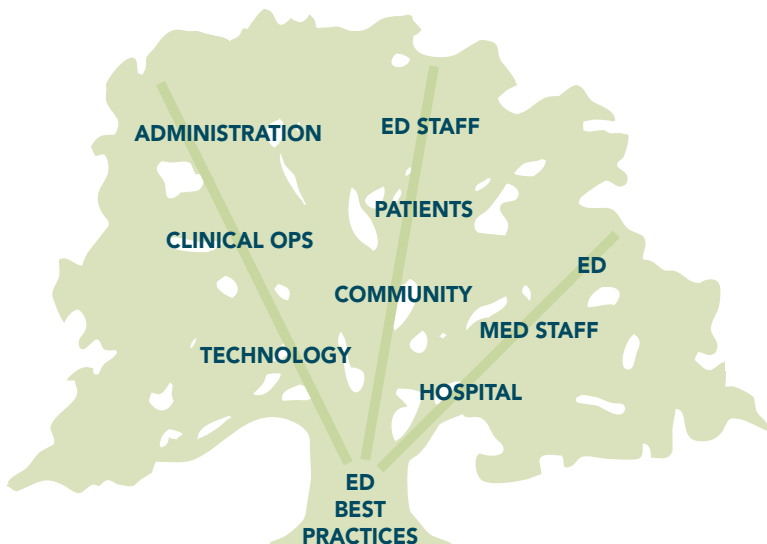 ADMINISTRATION
ED STAFF
PATIENTS
CLINICAL OPS
ED
COMMUNITY
MED STAFF
TECHNOLOGY
HOSPITAL
ED
BEST
PRACTICES